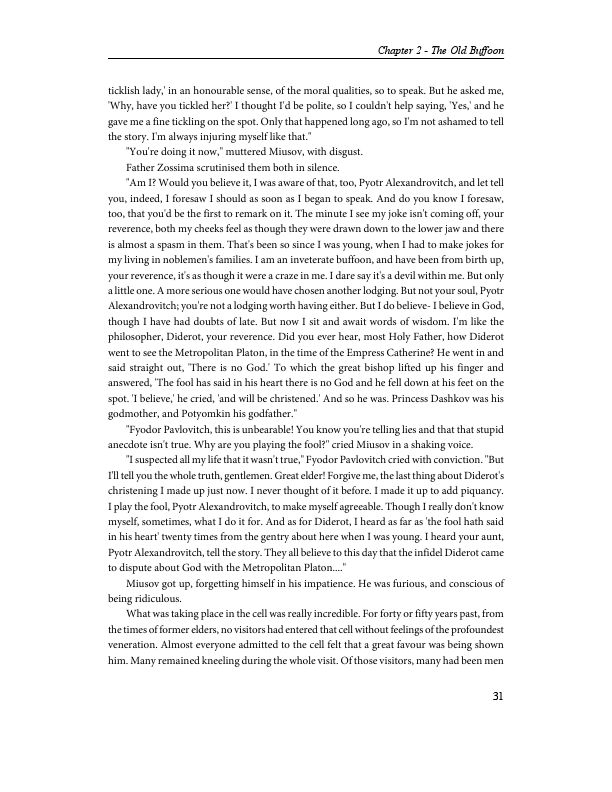 Chapter 2 - The Old Buffoon
ticklish lady,' in an honourable sense, of the moral qualities, so to speak. But he asked me,
'Why, have you tickled her?' I thought I'd be polite, so I couldn't help saying, 'Yes,' and he
gave me a fine tickling on the spot. Only that happened long ago, so I'm not ashamed to tell
the story. I'm always injuring myself like that."
"You're doing it now," muttered Miusov, with disgust.
Father Zossima scrutinised them both in silence.
"Am I? Would you believe it, I was aware of that, too, Pyotr Alexandrovitch, and let tell
you, indeed, I foresaw I should as soon as I began to speak. And do you know I foresaw,
too, that you'd be the first to remark on it. The minute I see my joke isn't coming off, your
reverence, both my cheeks feel as though they were drawn down to the lower jaw and there
is almost a spasm in them. That's been so since I was young, when I had to make jokes for
my living in noblemen's families. I am an inveterate buffoon, and have been from birth up,
your reverence, it's as though it were a craze in me. I dare say it's a devil within me. But only
a little one. A more serious one would have chosen another lodging. But not your soul, Pyotr
Alexandrovitch; you're not a lodging worth having either. But I do believe- I believe in God,
though I have had doubts of late. But now I sit and await words of wisdom. I'm like the
philosopher, Diderot, your reverence. Did you ever hear, most Holy Father, how Diderot
went to see the Metropolitan Platon, in the time of the Empress Catherine? He went in and
said straight out, 'There is no God.' To which the great bishop lifted up his finger and
answered, 'The fool has said in his heart there is no God and he fell down at his feet on the
spot. 'I believe,' he cried, 'and will be christened.' And so he was. Princess Dashkov was his
godmother, and Potyomkin his godfather."
"Fyodor Pavlovitch, this is unbearable! You know you're telling lies and that that stupid
anecdote isn't true. Why are you playing the fool?" cried Miusov in a shaking voice.
"I suspected all my life that it wasn't true," Fyodor Pavlovitch cried with conviction. "But
I'll tell you the whole truth, gentlemen. Great elder! Forgive me, the last thing about Diderot's
christening I made up just now. I never thought of it before. I made it up to add piquancy.
I play the fool, Pyotr Alexandrovitch, to make myself agreeable. Though I really don't know
myself, sometimes, what I do it for. And as for Diderot, I heard as far as 'the fool hath said
in his heart' twenty times from the gentry about here when I was young. I heard your aunt,
Pyotr Alexandrovitch, tell the story. They all believe to this day that the infidel Diderot came
to dispute about God with the Metropolitan Platon...."
Miusov got up, forgetting himself in his impatience. He was furious, and conscious of
being ridiculous.
What was taking place in the cell was really incredible. For forty or fifty years past, from
the times of former elders, no visitors had entered that cell without feelings of the profoundest
veneration. Almost everyone admitted to the cell felt that a great favour was being shown
him. Many remained kneeling during the whole visit. Of those visitors, many had been men
31